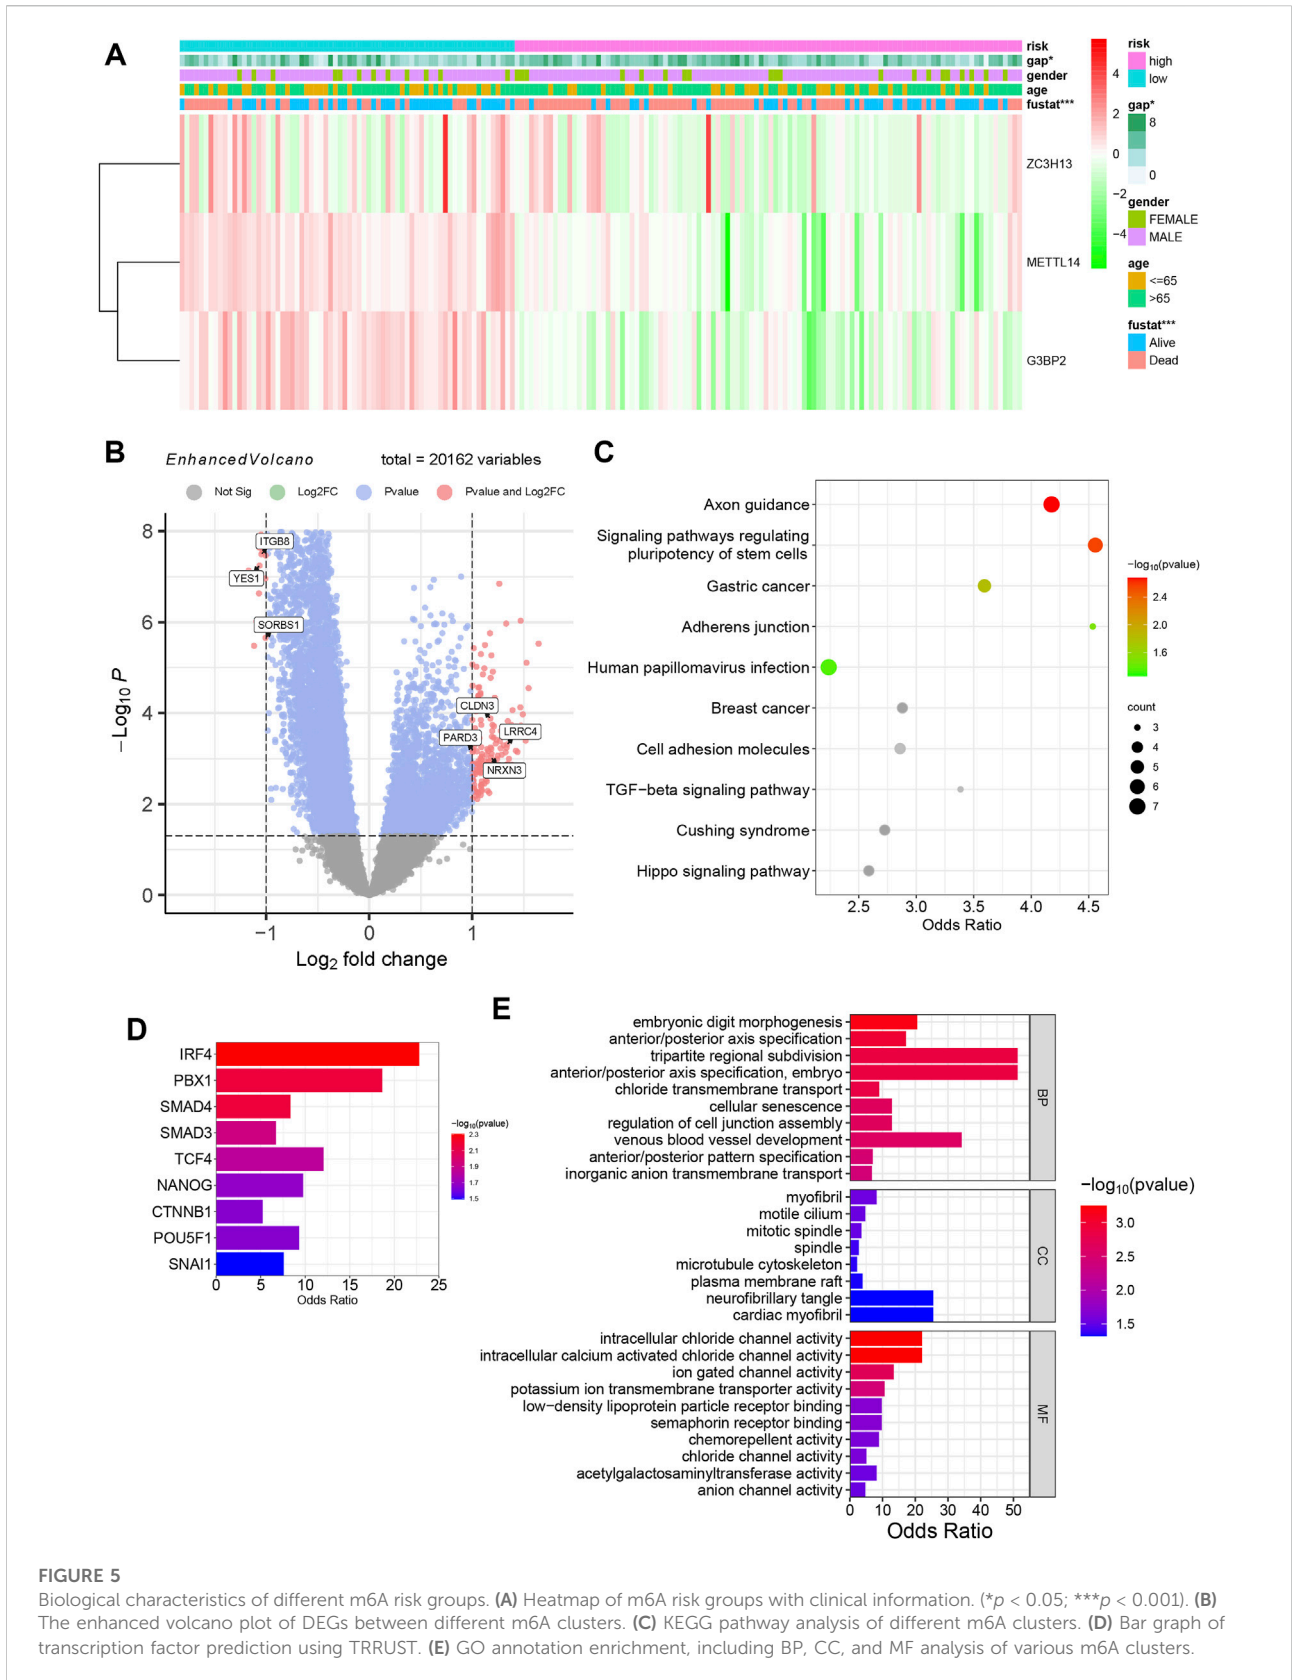 A
risk
gap*
gender
age
fustat***
ZC3H13
METTL14
G3BP2
4
2
0
−2
−4
risk
high
low
gap*
8
0
gender
FEMALE
MALE
age
<=65
>65
fustat***
Alive
Dead
B
EnhancedVolcano
total = 20162 variables
Not Sig
Log2FC
Pvalue
Pvalue and Log2FC
−Log10 P
8
6
4
2
0
ITGB8
YES1
SORBS1
CLDN3
PARD3
LRRC4
NRXN3
−1
0
1
Log2 fold change
C
Axon guidance
Signaling pathways regulating
pluripotency of stem cells
Gastric cancer
Adherens junction
Human papillomavirus infection
Breast cancer
Cell adhesion molecules
TGF−beta signaling pathway
Cushing syndrome
Hippo signaling pathway
2.5
3.0
3.5
4.0
4.5
Odds Ratio
−log10(pvalue)
2.4
2.0
1.6
count
3
4
5
6
7
D
IRF4
PBX1
SMAD4
SMAD3
TCF4
NANOG
CTNNB1
POU5F1
SNAI1
0
5
10
15
20
25
Odds Ratio
−log10(pvalue)
2.3
2.1
1.9
1.7
1.5
E
embryonic digit morphogenesis
anterior/posterior axis specification
tripartite regional subdivision
anterior/posterior axis specification, embryo
chloride transmembrane transport
cellular senescence
regulation of cell junction assembly
venous blood vessel development
anterior/posterior pattern specification
inorganic anion transmembrane transport
BP
myofibril
motile cilium
mitotic spindle
spindle
microtubule cytoskeleton
plasma membrane raft
neurofibrillary tangle
cardiac myofibril
CC
intracellular chloride channel activity
intracellular calcium activated chloride channel activity
ion gated channel activity
potassium ion transmembrane transporter activity
low−density lipoprotein particle receptor binding
semaphorin receptor binding
chemorepellent activity
chloride channel activity
acetylgalactosaminyltransferase activity
anion channel activity
MF
0
10
20
30
40
50
Odds Ratio
−log10(pvalue)
3.0
2.5
2.0
1.5
FIGURE 5
Biological characteristics of different m6A risk groups. (A) Heatmap of m6A risk groups with clinical information. (*p < 0.05; ***p < 0.001). (B)
The enhanced volcano plot of DEGs between different m6A clusters. (C) KEGG pathway analysis of different m6A clusters. (D) Bar graph of
transcription factor prediction using TRRUST. (E) GO annotation enrichment, including BP, CC, and MF analysis of various m6A clusters.